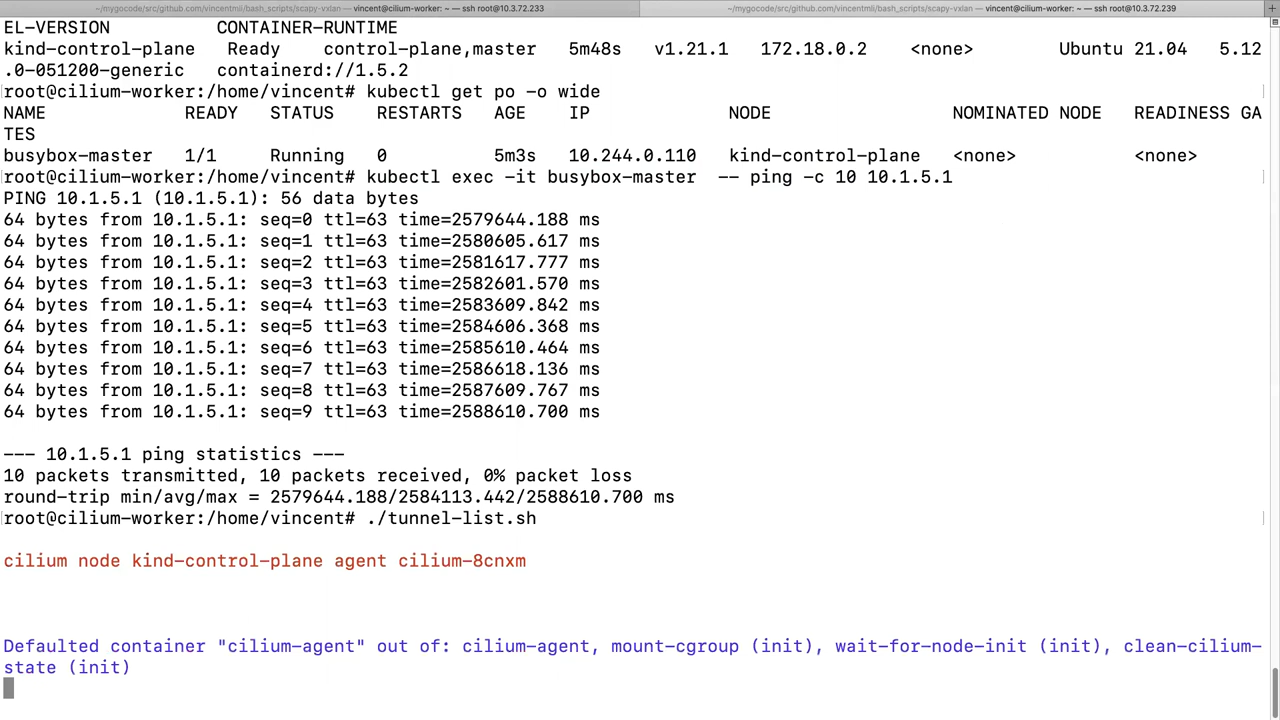 ~/mygocode/src/github.com/vincentmli/bash_scripts/scapy-vxlan — vincent@cilium-worker: ~ — ssh root@10.3.72.233
~/mygocode/src/github.com/vincentmli/bash_scripts/scapy-vxlan — vincent@cilium-worker: ~ — ssh root@10.3.72.239
EL-VERSION          CONTAINER-RUNTIME
kind-control-plane   Ready    control-plane,master   5m48s   v1.21.1   172.18.0.2    <none>        Ubuntu 21.04   5.12
.0-051200-generic   containerd://1.5.2
root@cilium-worker:/home/vincent# kubectl get po -o wide
NAME             READY   STATUS    RESTARTS   AGE    IP             NODE                 NOMINATED NODE   READINESS GA
TES
busybox-master   1/1     Running   0          5m3s   10.244.0.110   kind-control-plane   <none>           <none>
root@cilium-worker:/home/vincent# kubectl exec -it busybox-master  -- ping -c 10 10.1.5.1
PING 10.1.5.1 (10.1.5.1): 56 data bytes
64 bytes from 10.1.5.1: seq=0 ttl=63 time=2579644.188 ms
64 bytes from 10.1.5.1: seq=1 ttl=63 time=2580605.617 ms
64 bytes from 10.1.5.1: seq=2 ttl=63 time=2581617.777 ms
64 bytes from 10.1.5.1: seq=3 ttl=63 time=2582601.570 ms
64 bytes from 10.1.5.1: seq=4 ttl=63 time=2583609.842 ms
64 bytes from 10.1.5.1: seq=5 ttl=63 time=2584606.368 ms
64 bytes from 10.1.5.1: seq=6 ttl=63 time=2585610.464 ms
64 bytes from 10.1.5.1: seq=7 ttl=63 time=2586618.136 ms
64 bytes from 10.1.5.1: seq=8 ttl=63 time=2587609.767 ms
64 bytes from 10.1.5.1: seq=9 ttl=63 time=2588610.700 ms
--- 10.1.5.1 ping statistics ---
10 packets transmitted, 10 packets received, 0% packet loss
round-trip min/avg/max = 2579644.188/2584113.442/2588610.700 ms
root@cilium-worker:/home/vincent# ./tunnel-list.sh
cilium node kind-control-plane agent cilium-8cnxm
Defaulted container "cilium-agent" out of: cilium-agent, mount-cgroup (init), wait-for-node-init (init), clean-cilium-
state (init)